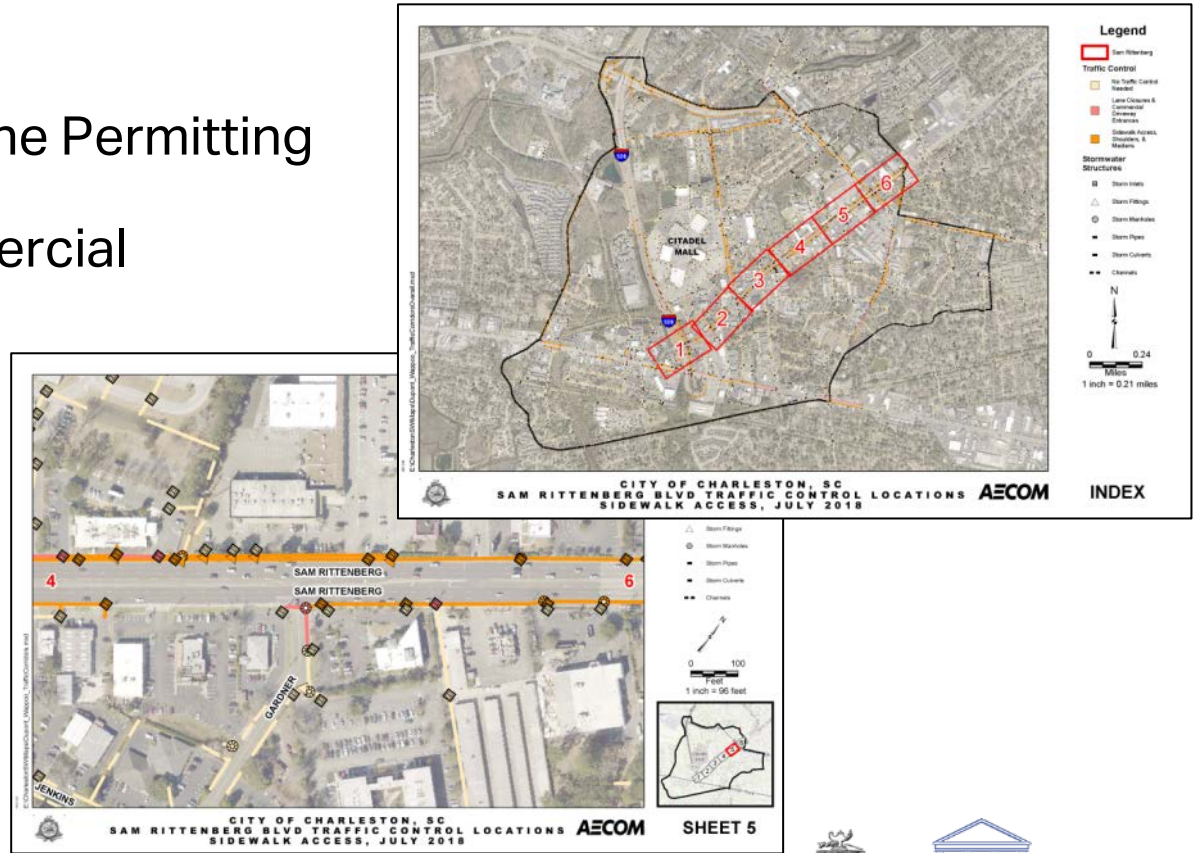 ne Permitting
ercial
Legend
Sam Rittenberg
Traffic Control
No Traffic Control
Needed
Lane Closures &
Commercial
Driveway
Entrances
Sidewalk Access,
Shoulders, &
Medians
Stormwater
Structures
Storm Inlets
Storm Fittings
Storm Manholes
Storm Pipes
Storm Culverts
Channels
N
0 0.24
Miles
1 inch = 0.21 miles
CITADEL
MALL
1
2
3
4
5
6
CITY OF CHARLESTON, SC
SAM RITTENBERG BLVD TRAFFIC CONTROL LOCATIONS
SIDEWALK ACCESS, JULY 2018
AECOM
INDEX
Storm Fittings
Storm Manholes
Storm Pipes
Storm Culverts
Channels
4
SAM RITTENBERG
SAM RITTENBERG
6
GARDNER
JENKINS
0 100
Feet
1 inch = 96 feet
CITY OF CHARLESTON, SC
SAM RITTENBERG BLVD TRAFFIC CONTROL LOCATIONS
SIDEWALK ACCESS, JULY 2018
AECOM
SHEET 5